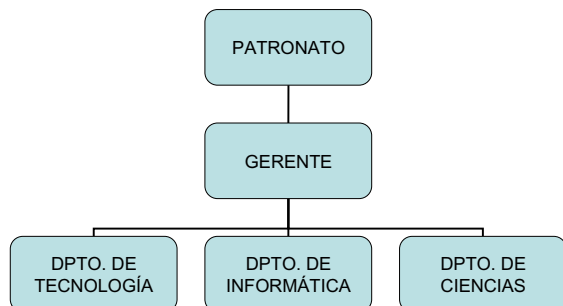 PATRONATO
GERENTE
DPTO. DE
TECNOLOGÍA
DPTO. DE
INFORMÁTICA
DPTO. DE
CIENCIAS